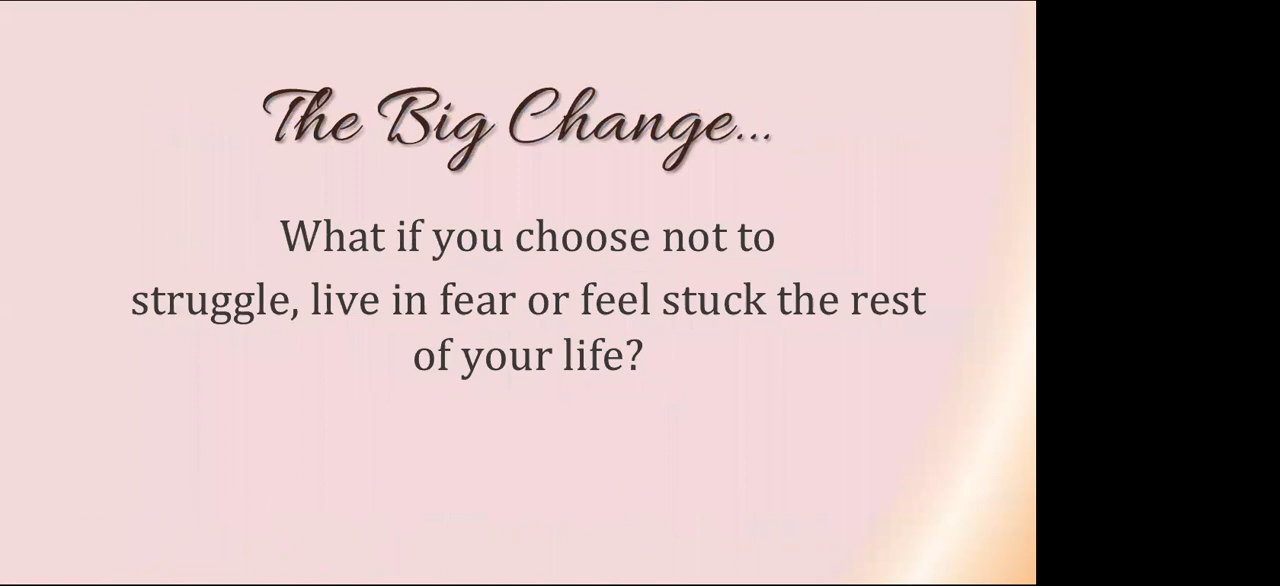 The Big Change...
What if you choose not to
struggle, live in fear or feel stuck the rest
of your life?